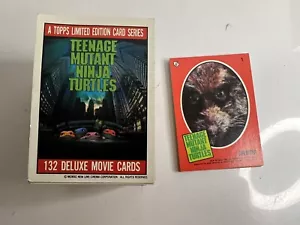 A TOPPS LIMITED EDITION CARD SERIES
TEENAGE
MUTANT
NINJA
TURTLES
132 DELUXE MOVIE CARDS
TEENAGE
MUTANT
NINJA
TURTLES